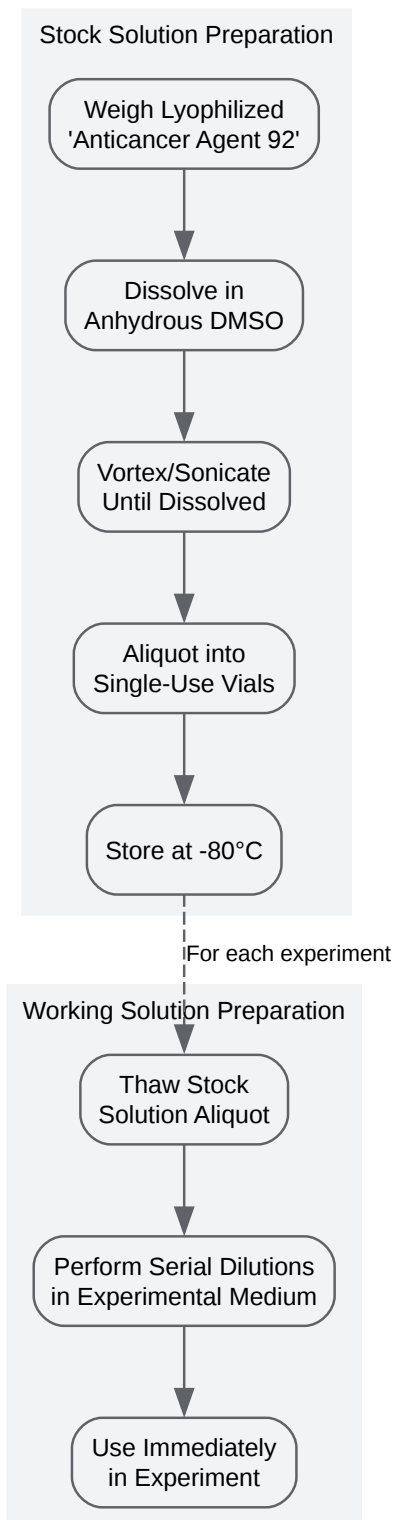 Stock Solution Preparation
Weigh Lyophilized
'Anticancer Agent 92'
Dissolve in
Anhydrous DMSO
Vortex/Sonicate
Until Dissolved
Aliquot into
Single-Use Vials
Store at -80°C
For each experiment
Working Solution Preparation
Thaw Stock
Solution Aliquot
Perform Serial Dilutions
in Experimental Medium
Use Immediately
in Experiment